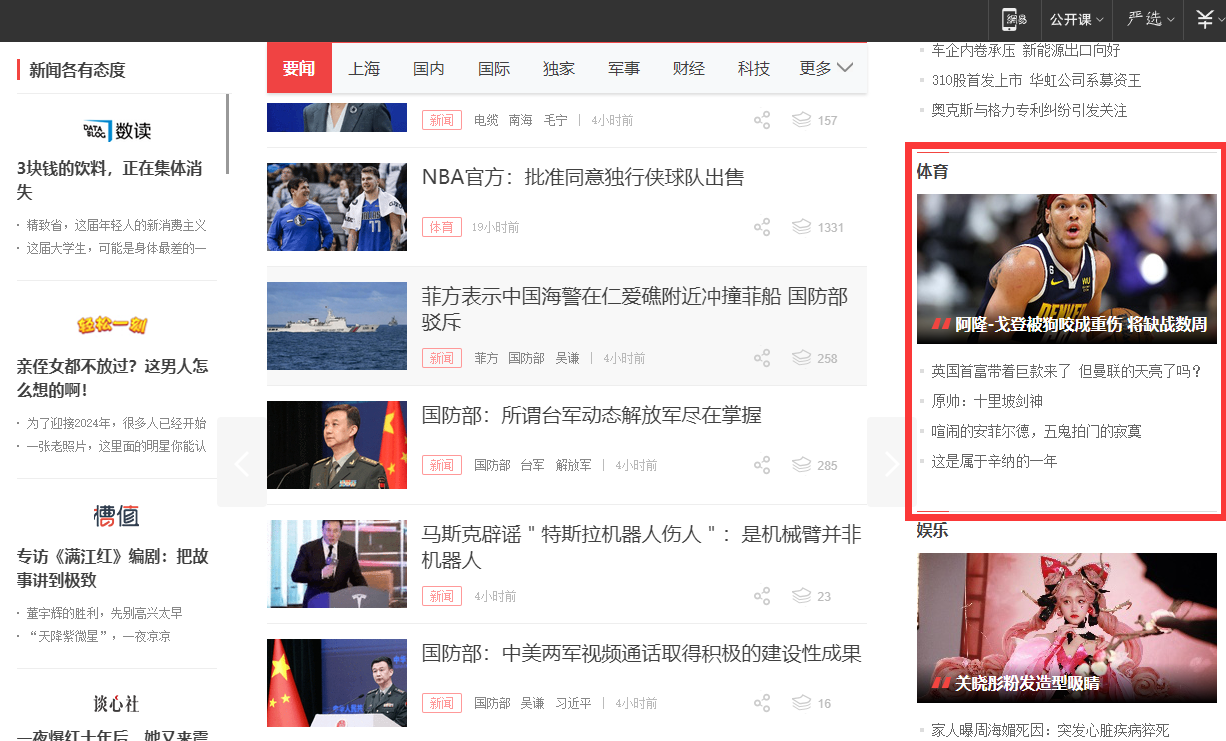 網易
公开课
严选
新闻各有态度
DATA BLOG 数读
3块钱的饮料，正在集体消
失
· 精致省，这届年轻人的新消费主义
· 这届大学生，可能是身体最差的一
轻松一刻
亲侄女都不放过？这男人怎
么想的啊！
· 为了迎接2024年，很多人已经开始
· 一张老照片，这里面的明星你能认
槽值
专访《满江红》编剧：把故
事讲到极致
· 董宇辉的胜利，先别高兴太早
· “天降紫微星”，一夜凉凉
谈心社
一夜爆红十年后，她又来震
要闻 上海 国内 国际 独家 军事 财经 科技 更多
新闻 电缆 南海 毛宁 | 4小时前 157
NBA官方：批准同意独行侠球队出售
体育 19小时前 1331
菲方表示中国海警在仁爱礁附近冲撞菲船 国防部
驳斥
新闻 菲方 国防部 吴谦 | 4小时前 258
国防部：所谓台军动态解放军尽在掌握
新闻 国防部 台军 解放军 | 4小时前 285
马斯克辟谣＂特斯拉机器人伤人＂：是机械臂并非
机器人
新闻 4小时前 23
国防部：中美两军视频通话取得积极的建设性成果
新闻 国防部 吴谦 习近平 | 4小时前 16
车企内卷承压 新能源出口向好
310股首发上市 华虹公司系募资王
奥克斯与格力专利纠纷引发关注
体育
阿隆-戈登被狗咬成重伤 将缺战数周
英国首富带着巨款来了 但曼联的天亮了吗？
原帅：十里坡剑神
喧闹的安菲尔德，五鬼拍门的寂寞
这是属于辛纳的一年
娱乐
关晓彤粉发造型吸睛
家人曝周海媚死因：突发心脏疾病猝死